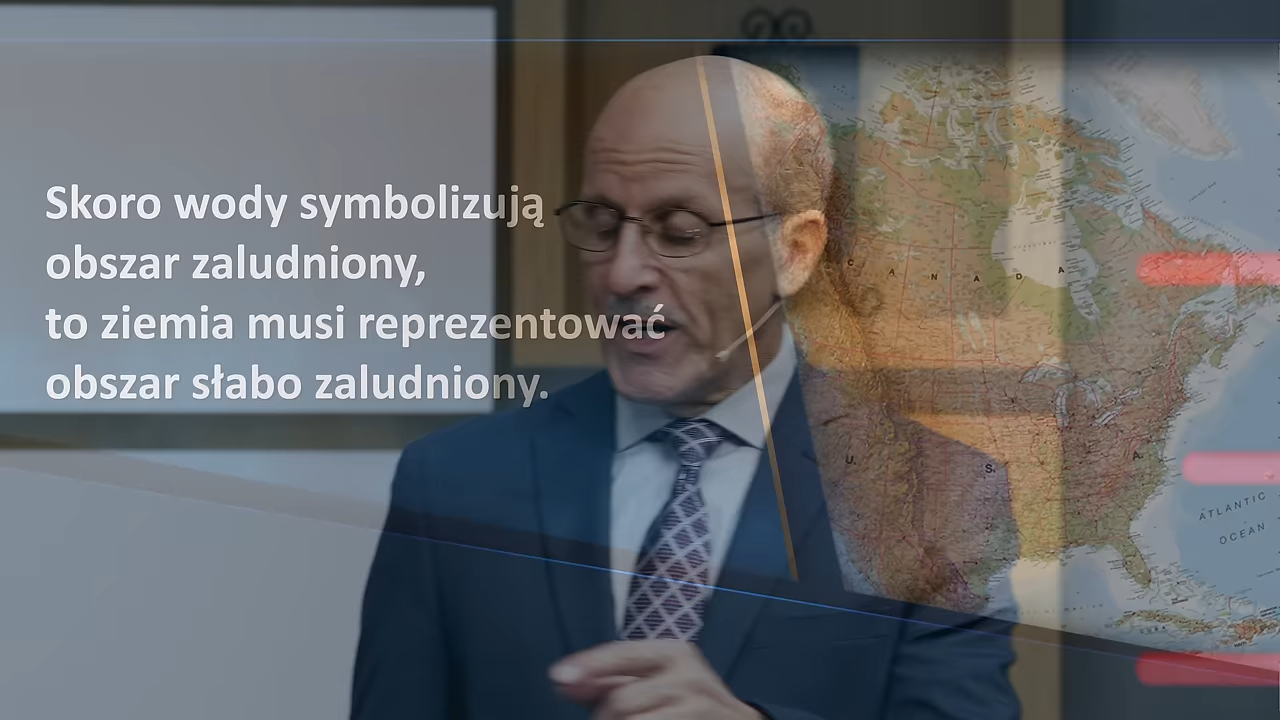 Skoro wody symbolizują
obszar zaludniony,
to ziemia musi reprezentować
obszar słabo zaludniony.
C A N A D A
U. S. A.
ATLANTIC
OCEAN